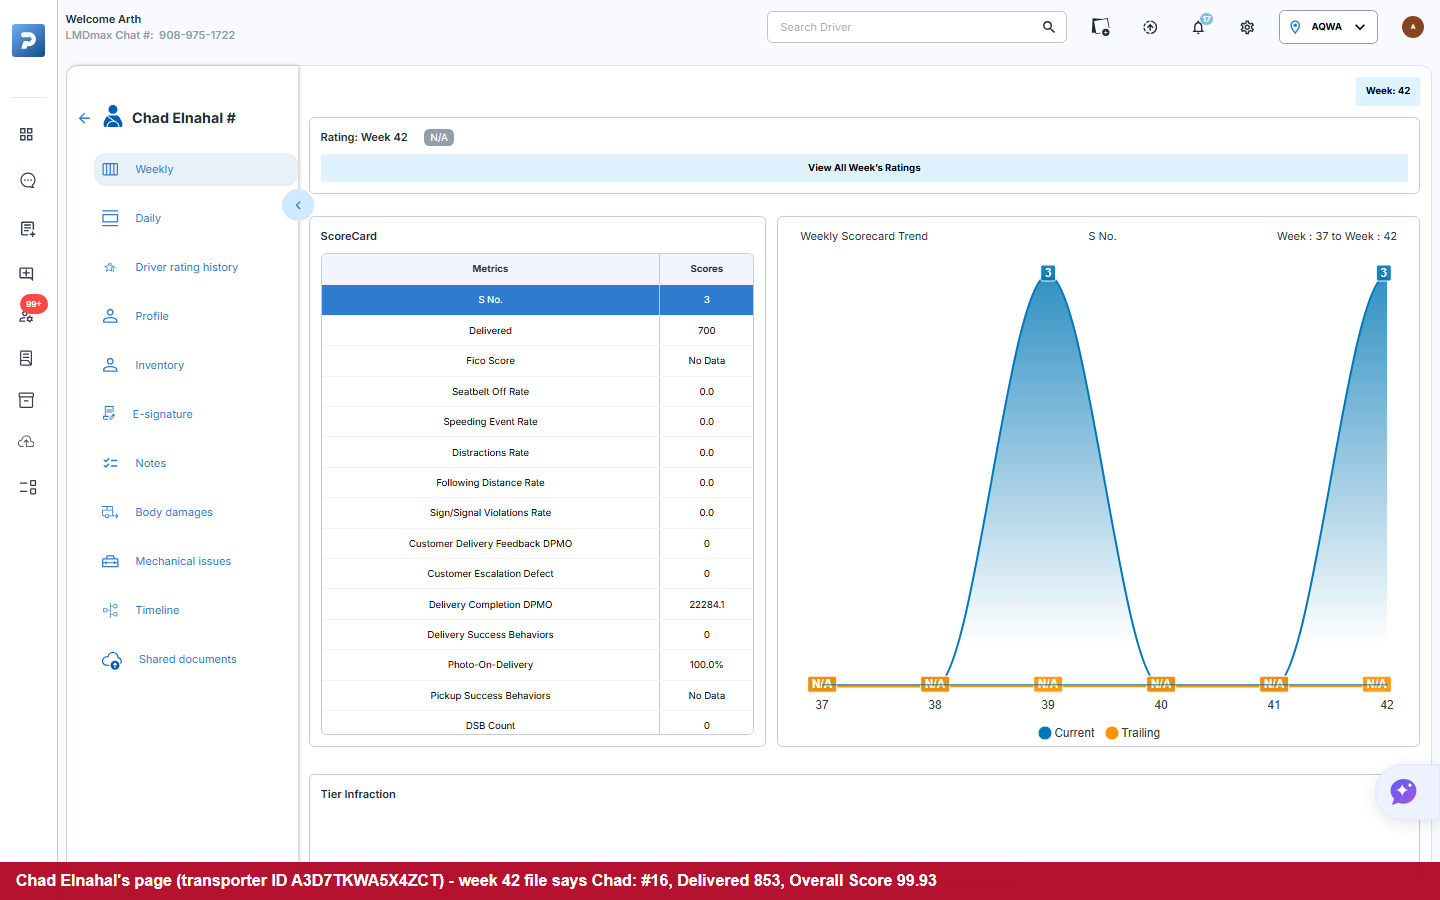 Welcome Arth
LMDmax Chat #: 908-975-1722
Search Driver
17
AQWA
A
Week: 42
Chad Elnahal #
Weekly
Daily
Driver rating history
Profile
Inventory
E-signature
Notes
Body damages
Mechanical issues
Timeline
Shared documents
99+
Rating: Week 42 N/A
View All Week's Ratings
ScoreCard
Metrics Scores
S No. 3
Delivered 700
Fico Score No Data
Seatbelt Off Rate 0.0
Speeding Event Rate 0.0
Distractions Rate 0.0
Following Distance Rate 0.0
Sign/Signal Violations Rate 0.0
Customer Delivery Feedback DPMO 0
Customer Escalation Defect 0
Delivery Completion DPMO 22284.1
Delivery Success Behaviors 0
Photo-On-Delivery 100.0%
Pickup Success Behaviors No Data
DSB Count 0
Weekly Scorecard Trend S No. Week : 37 to Week : 42
3 3
N/A N/A N/A N/A N/A N/A
37 38 39 40 41 42
Current Trailing
Tier Infraction
Chad Elnahal's page (transporter ID A3D7TKWA5X4ZCT) - week 42 file says Chad: #16, Delivered 853, Overall Score 99.93